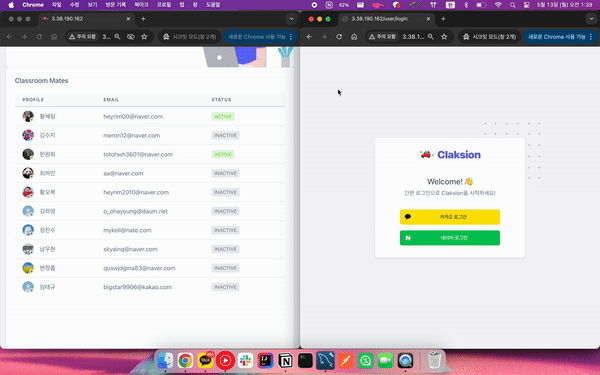 Chrome 파일 수정 보기 방문 기록 북마크 프로필 탭 창 도움말
62%
5월 13일 (월) 오전 1:39
3.38.190.162
주의 요함
3....
시크릿 모드(창 2개)
새로운 Chrome 사용 가능
Classroom Mates
PROFILE EMAIL STATUS
황혜림 heyrim00@naver.com ACTIVE
김수지 meron12@naver.com INACTIVE
한원희 totohwh3601@naver.com ACTIVE
최하민 aa@naver.com INACTIVE
황오복 heyrim2010@naver.com INACTIVE
김하영 o_ohayoung@daum.net INACTIVE
정찬수 mykell@nate.com INACTIVE
남우현 skyainq@naver.com INACTIVE
변정흠 quswjdgma83@naver.com INACTIVE
임태규 bigstar9906@kakao.com INACTIVE
3.38.190.162/user/login
주의 요함
3.38.1...
시크릿 모드(창 2개)
새로운 Chrome 사용 가능
Claksion
Welcome! 👋
간편 로그인으로 Claksion을 시작하세요!
카카오 로그인
N 네이버 로그인